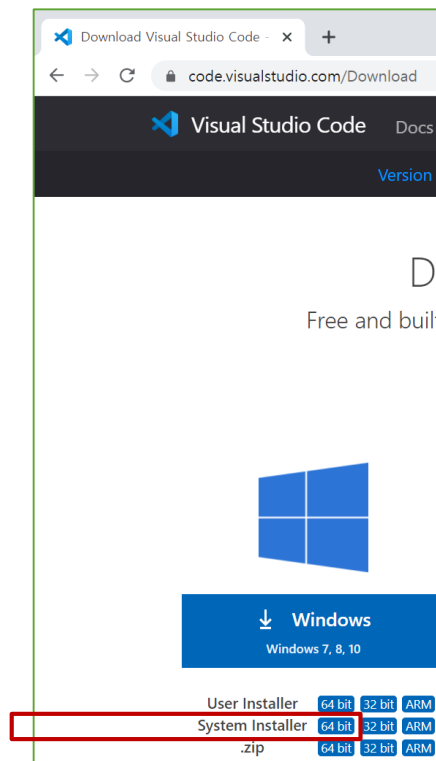 Download Visual Studio Code -
code.visualstudio.com/Download
Visual Studio Code Docs
Version
D
Free and buil
Windows
Windows 7, 8, 10
User Installer 64 bit 32 bit ARM
System Installer 64 bit 32 bit ARM
.zip 64 bit 32 bit ARM